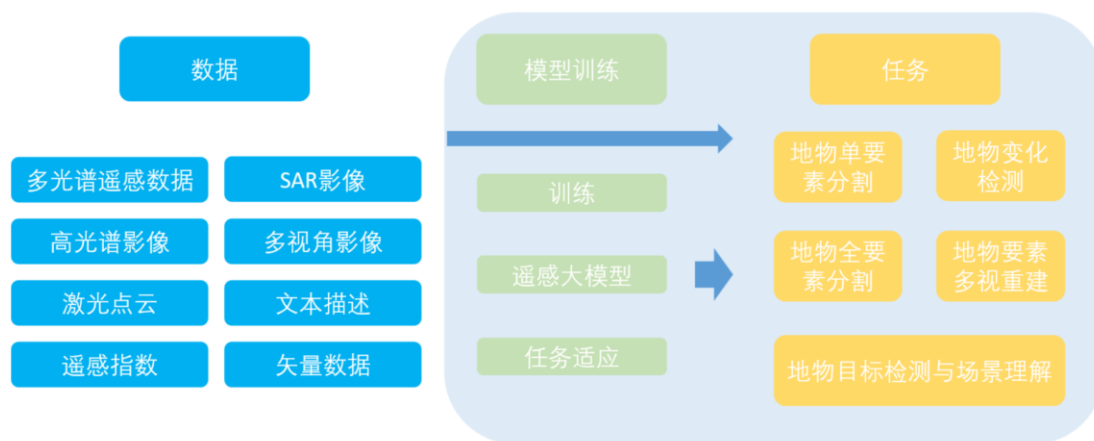 数据
模型训练
任务
多光谱遥感数据
SAR影像
高光谱影像
多视角影像
激光点云
文本描述
遥感指数
矢量数据
训练
遥感大模型
任务适应
地物单要
素分割
地物变化
检测
地物全要
素分割
地物要素
多视重建
地物目标检测与场景理解